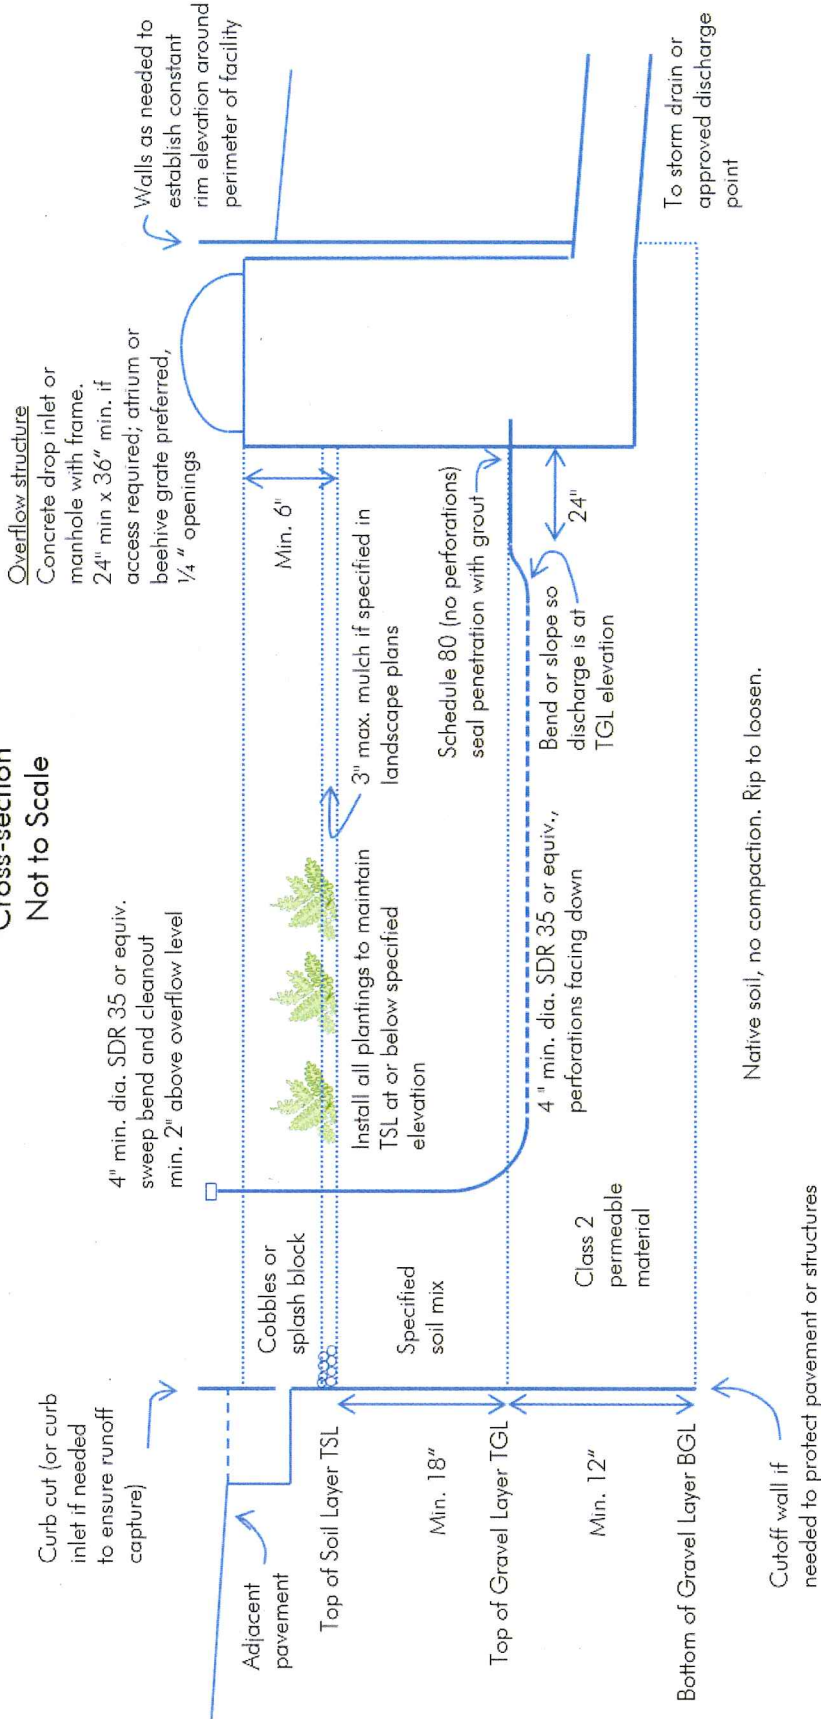 Cross-section
Not to Scale
Curb cut (or curb
inlet if needed
to ensure runoff
capture)
Adjacent
pavement
4" min. dia. SDR 35 or equiv.
sweep bend and cleanout
min. 2" above overflow level
Overflow structure
Concrete drop inlet or
manhole with frame.
24" min x 36" min. if
access required; atrium or
beehive grate preferred,
1/4 " openings
Walls as needed to
establish constant
rim elevation around
perimeter of facility
Cobbles or
splash block
Min. 6"
Top of Soil Layer TSL
Install all plantings to maintain
TSL at or below specified
elevation
3" max. mulch if specified in
landscape plans
Specified
soil mix
Min. 18"
Schedule 80 (no perforations)
seal penetration with grout
Top of Gravel Layer TGL
4 " min. dia. SDR 35 or equiv.,
perforations facing down
Bend or slope so
discharge is at
TGL elevation
24"
Class 2
permeable
material
Min. 12"
Bottom of Gravel Layer BGL
To storm drain or
approved discharge
point
Native soil, no compaction. Rip to loosen.
Cutoff wall if
needed to protect pavement or structures